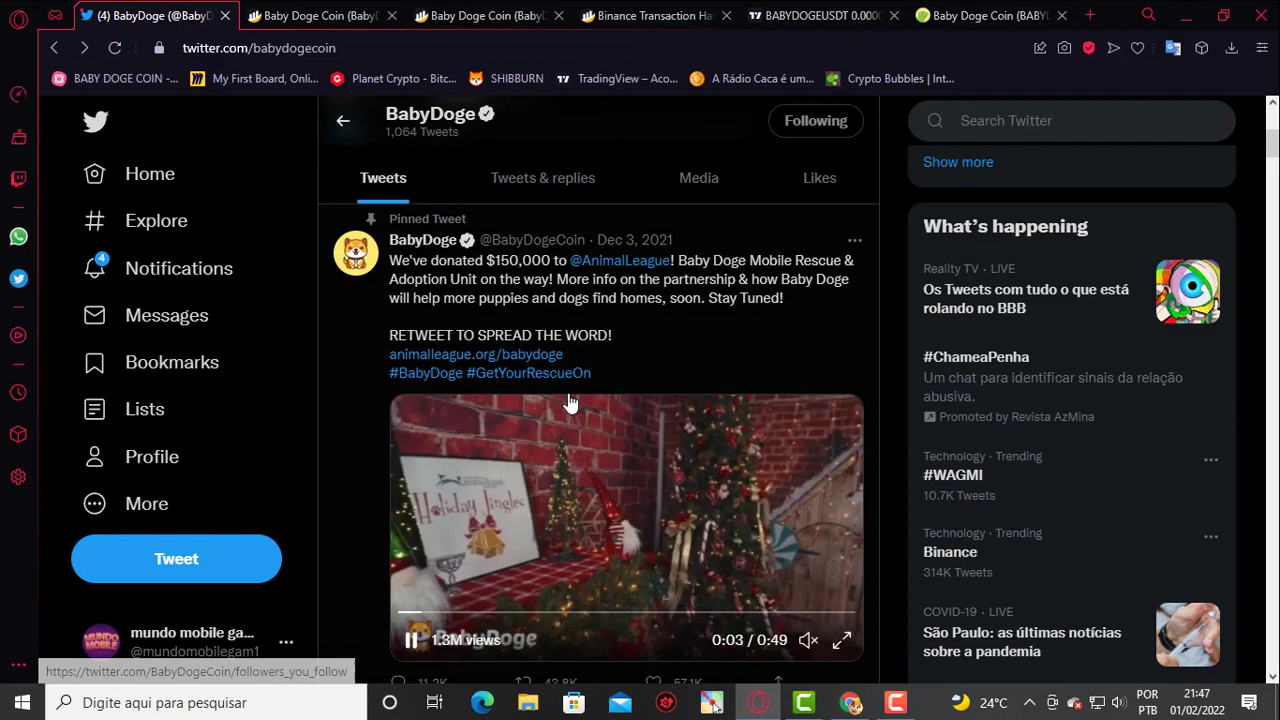 (4) BabyDoge (@BabyD
Baby Doge Coin (BABY
Baby Doge Coin (BABY
Binance Transaction Ha
BABYDOGEUSDT 0.000
Baby Doge Coin (BABY
twitter.com/babydogecoin
BABY DOGE COIN -...
My First Board, Onli...
Planet Crypto - Bitc...
SHIBBURN
TradingView – Aco...
A Rádio Caca é um...
Crypto Bubbles | Int...
BabyDoge
1,064 Tweets
Following
Search Twitter
Show more
Home
Explore
4
Notifications
Messages
Bookmarks
Lists
Profile
More
Tweet
mundo mobile ga...
@mundomobilegam1
Tweets
Tweets & replies
Media
Likes
Pinned Tweet
BabyDoge @BabyDogeCoin · Dec 3, 2021
We've donated $150,000 to @AnimalLeague! Baby Doge Mobile Rescue &
Adoption Unit on the way! More info on the partnership & how Baby Doge
will help more puppies and dogs find homes, soon. Stay Tuned!
RETWEET TO SPREAD THE WORD!
animalleague.org/babydoge
#BabyDoge #GetYourRescueOn
Holiday Jingles
BabyDoge
1.3M views
0:03 / 0:49
11.2K
43.8K
57.1K
What's happening
Reality TV · LIVE
Os Tweets com tudo o que está
rolando no BBB
#ChameaPenha
Um chat para identificar sinais da relação
abusiva.
Promoted by Revista AzMina
Technology · Trending
#WAGMI
10.7K Tweets
Technology · Trending
Binance
314K Tweets
COVID-19 · LIVE
São Paulo: as últimas notícias
sobre a pandemia
https://twitter.com/BabyDogeCoin/followers_you_follow
Digite aqui para pesquisar
24°C
POR
PTB
21:47
01/02/2022